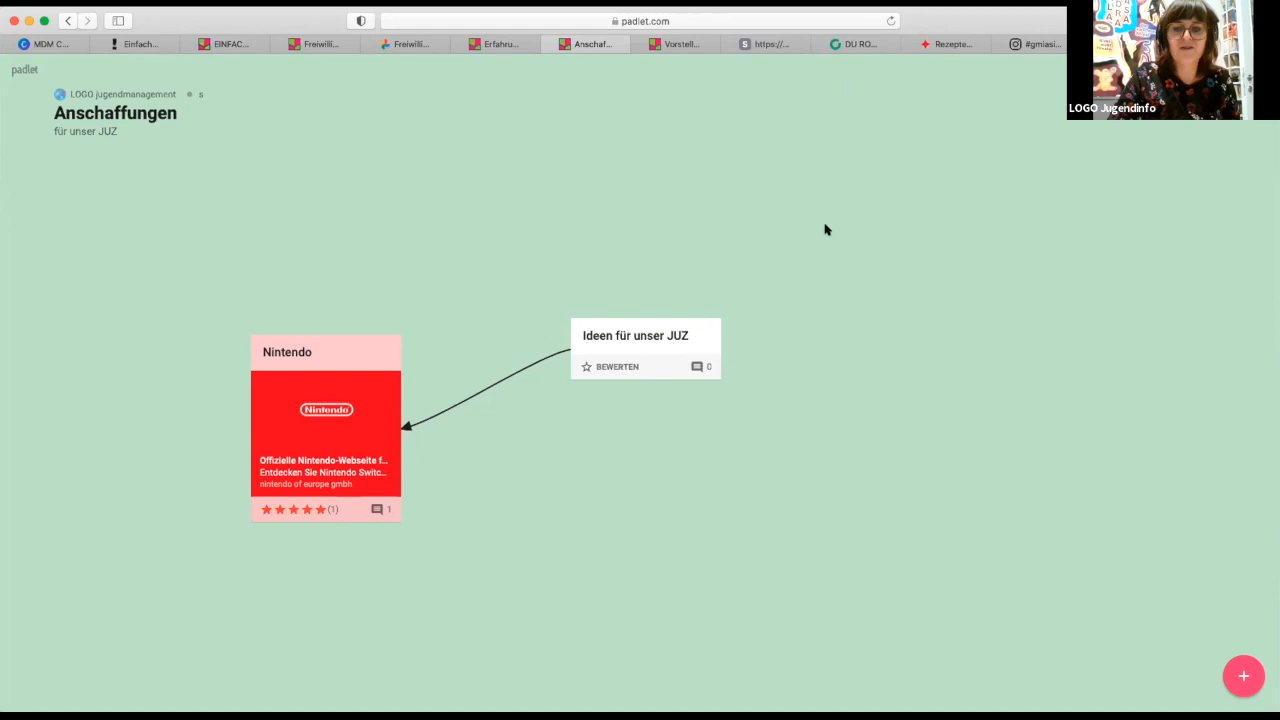 padlet.com
MDM C...
Einfach...
EINFAC...
Freiwilli...
Freiwilli...
Erfahru...
Anschaf...
Vorstell...
https://...
DU RO...
Rezepte...
#gmiasi...
LOGO Jugendinfo
padlet
LOGO jugendmanagement s
Anschaffungen
für unser JUZ
Ideen für unser JUZ
BEWERTEN 0
Nintendo
Nintendo
Offizielle Nintendo-Webseite f...
Entdecken Sie Nintendo Switc...
nintendo of europe gmbh
(1) 1